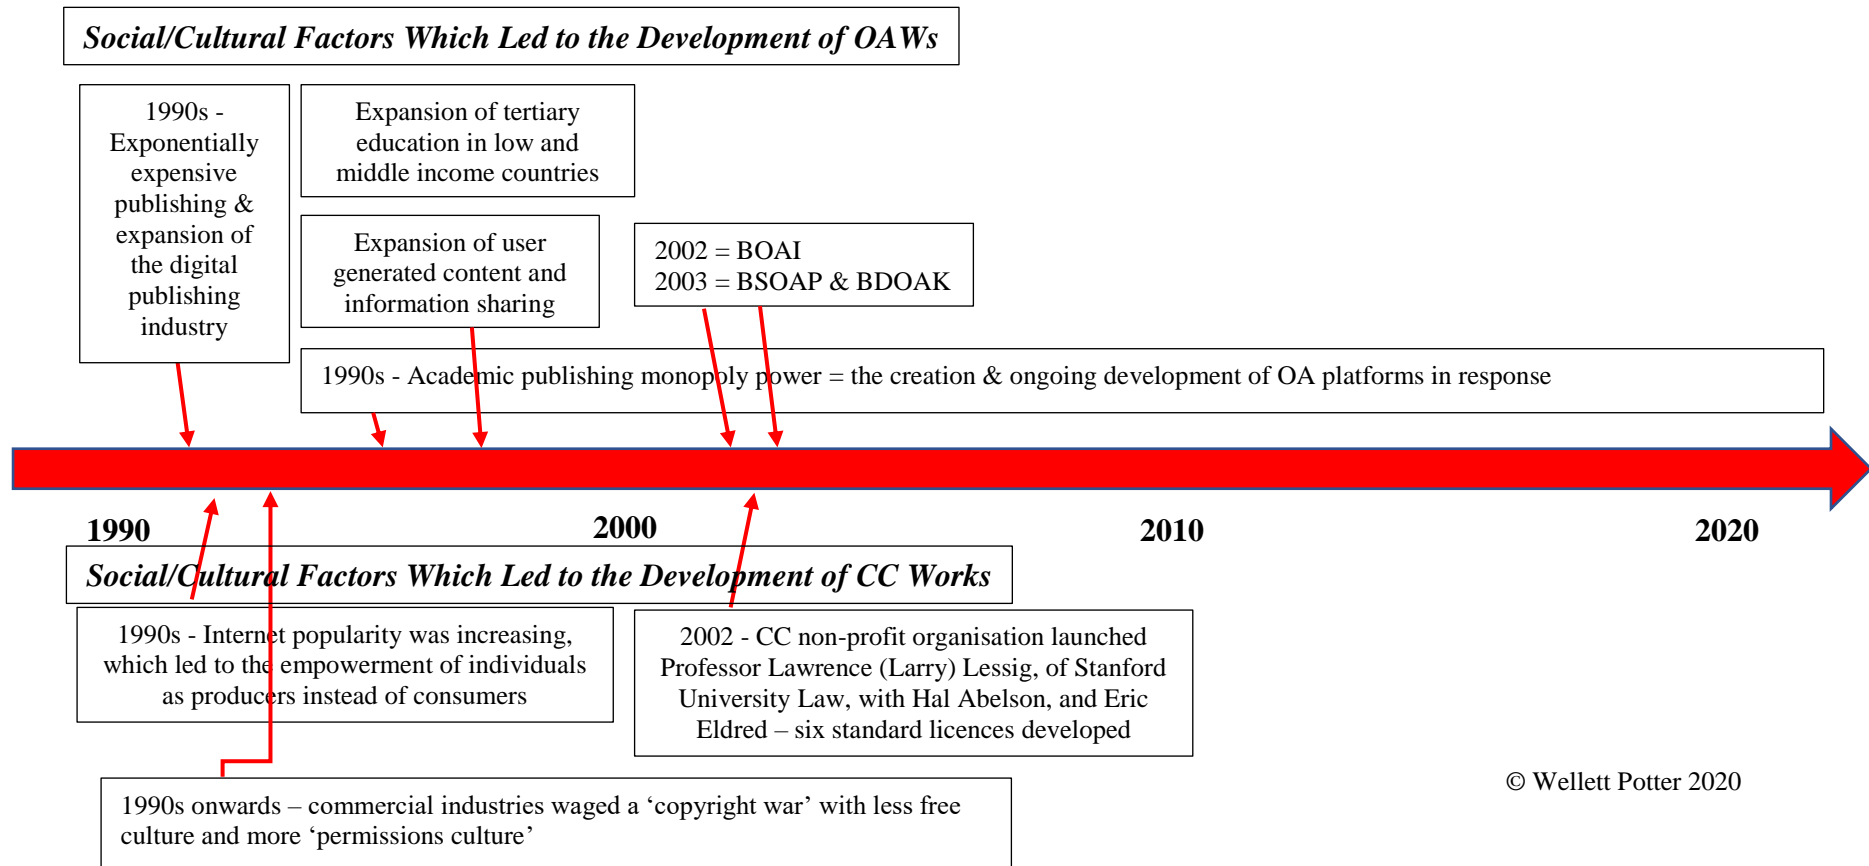 Social/Cultural Factors Which Led to the Development of OAWs
1990s -
Exponentially
expensive
publishing &
expansion of
the digital
publishing
industry
Expansion of tertiary
education in low and
middle income countries
Expansion of user
generated content and
information sharing
2002 = BOAI
2003 = BSOAP & BDOAK
1990s - Academic publishing monopoly power = the creation & ongoing development of OA platforms in response
1990
2000
2010
2020
Social/Cultural Factors Which Led to the Development of CC Works
1990s - Internet popularity was increasing,
which led to the empowerment of individuals
as producers instead of consumers
2002 - CC non-profit organisation launched
Professor Lawrence (Larry) Lessig, of Stanford
University Law, with Hal Abelson, and Eric
Eldred – six standard licences developed
1990s onwards – commercial industries waged a ‘copyright war’ with less free
culture and more ‘permissions culture’
© Wellett Potter 2020